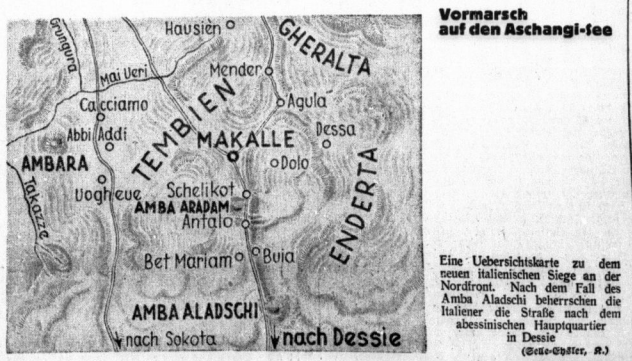 Vormarsch
auf den Aschangi-See
Hausièn
GHERALTA
Grungura
Mai Veri
Mender
TEMBIEN
Cacciamo
Agulà
Abbi Addi
MAKALLE
Dessa
AMBARA
Dolo
Takazze
Uogheue
Schelikot
ENDERTA
AMBA ARADAM
Antalo
Bet Mariam
Buia
AMBA ALADSCHI
nach Sokota
nach Dessie
Eine Uebersichtskarte zu dem
neuen italienischen Siege an der
Nordfront. Nach dem Fall des
Amba Aladschi beherrschen die
Italiener die Straße nach dem
abessinischen Hauptquartier
in Dessie